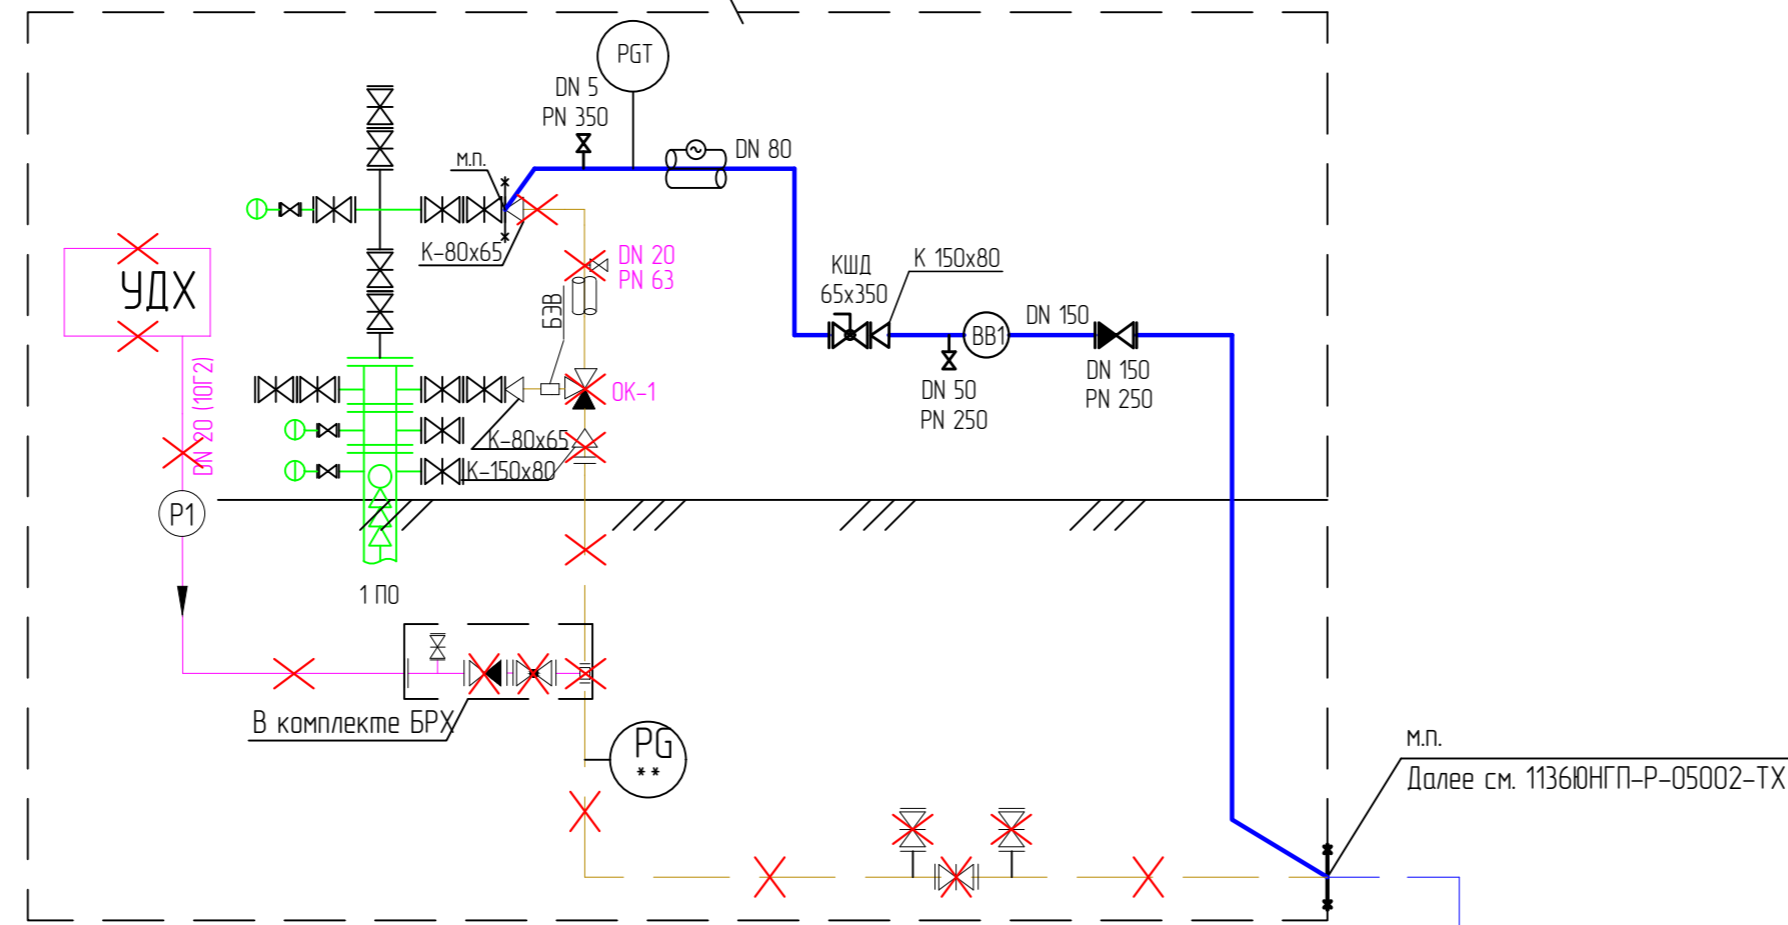 PGT
DN 5
PN 350
DN 80
м.п.
К-80х65
DN 20
PN 63
УДХ
БЭВ
КШД
65х350
К 150х80
DN 150
ВВ1
DN 150
PN 250
DN 50
PN 250
DN 20 (10Г2)
ОК-1
К-80х65
К-150х80
P1
1 ПО
В комплекте БРХ
PG
**
м.п.
Далее см. 1136ЮНГП-Р-05002-ТХ